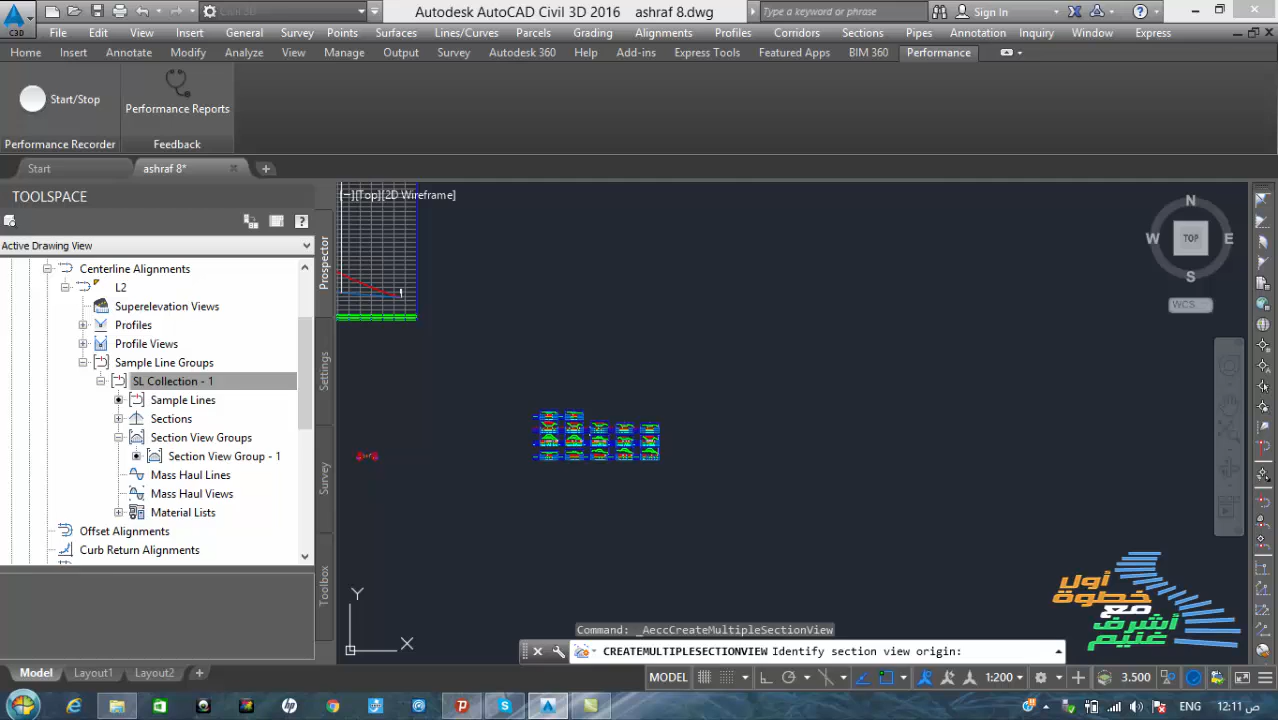 Civil 3D
Autodesk AutoCAD Civil 3D 2016 ashraf 8.dwg
Type a keyword or phrase
Sign In
C3D
File Edit View Insert General Survey Points Surfaces Lines/Curves Parcels Grading Alignments Profiles Corridors Sections Pipes Annotation Inquiry Window Express
Home Insert Annotate Modify Analyze View Manage Output Survey Autodesk 360 Help Add-ins Express Tools Featured Apps BIM 360 Performance
Start/Stop
Performance Reports
Performance Recorder
Feedback
Start
ashraf 8*
TOOLSPACE
Active Drawing View
Centerline Alignments
L2
Superelevation Views
Profiles
Profile Views
Sample Line Groups
SL Collection - 1
Sample Lines
Sections
Section View Groups
Section View Group - 1
Mass Haul Lines
Mass Haul Views
Material Lists
Offset Alignments
Curb Return Alignments
Prospector
Settings
Survey
Toolbox
[−][Top][2D Wireframe]
N
W
TOP
E
S
WCS
Y
X
أول
خطوة
مع
أشرف
غنيم
Command: _AeccCreateMultipleSectionView
CREATEMULTIPLESECTIONVIEW Identify section view origin:
Model Layout1 Layout2
MODEL
1:200
3.500
ENG
12:11 ص